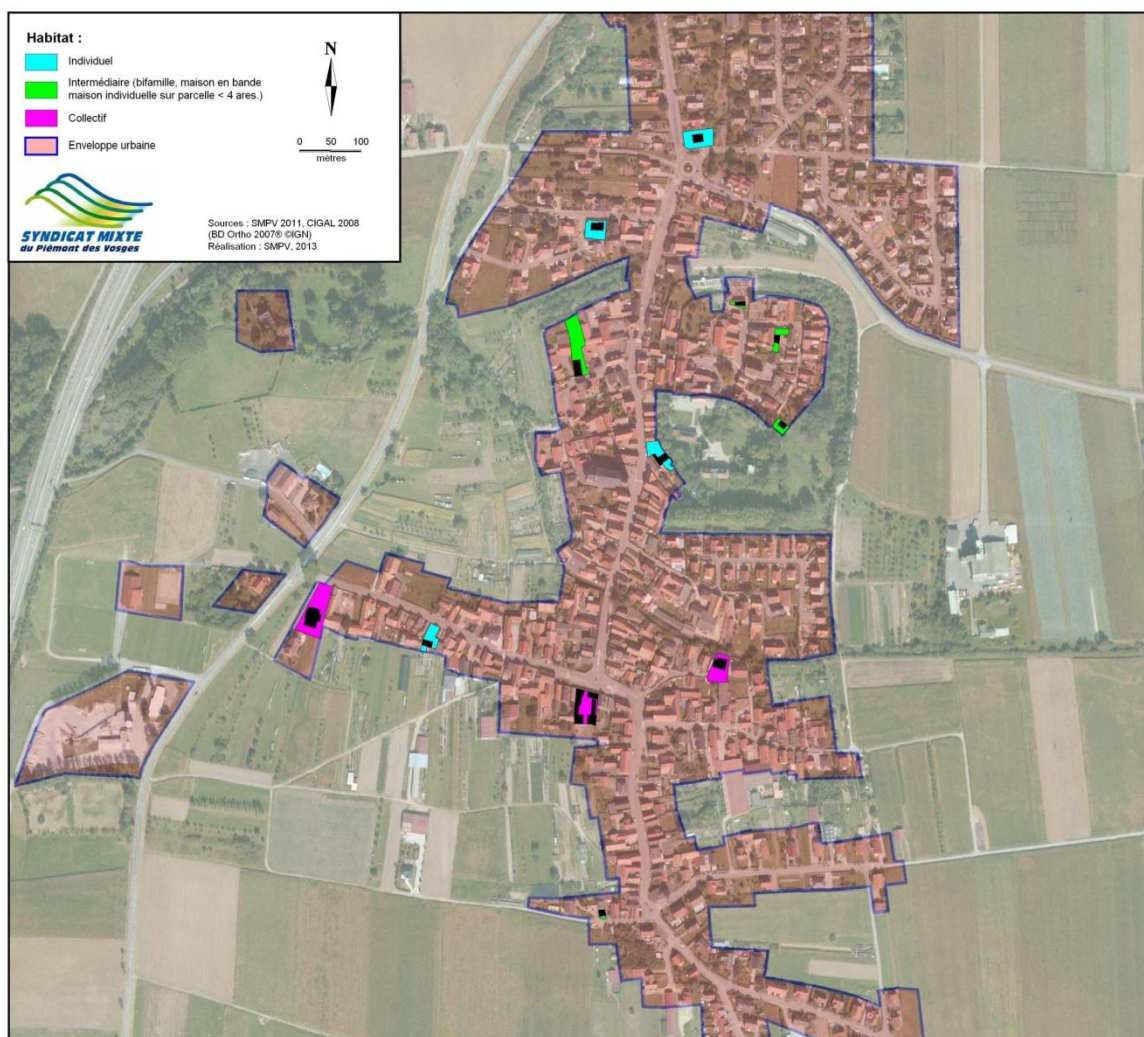 Habitat :
Individuel
Intermédiaire (bifamille, maison en bande
maison individuelle sur parcelle < 4 ares.)
Collectif
Enveloppe urbaine
N
0 50 100
mètres
SYNDICAT MIXTE
du Piémont des Vosges
Sources : SMPV 2011, CIGAL 2008
(BD Ortho 2007® ©IGN)
Réalisation : SMPV, 2013